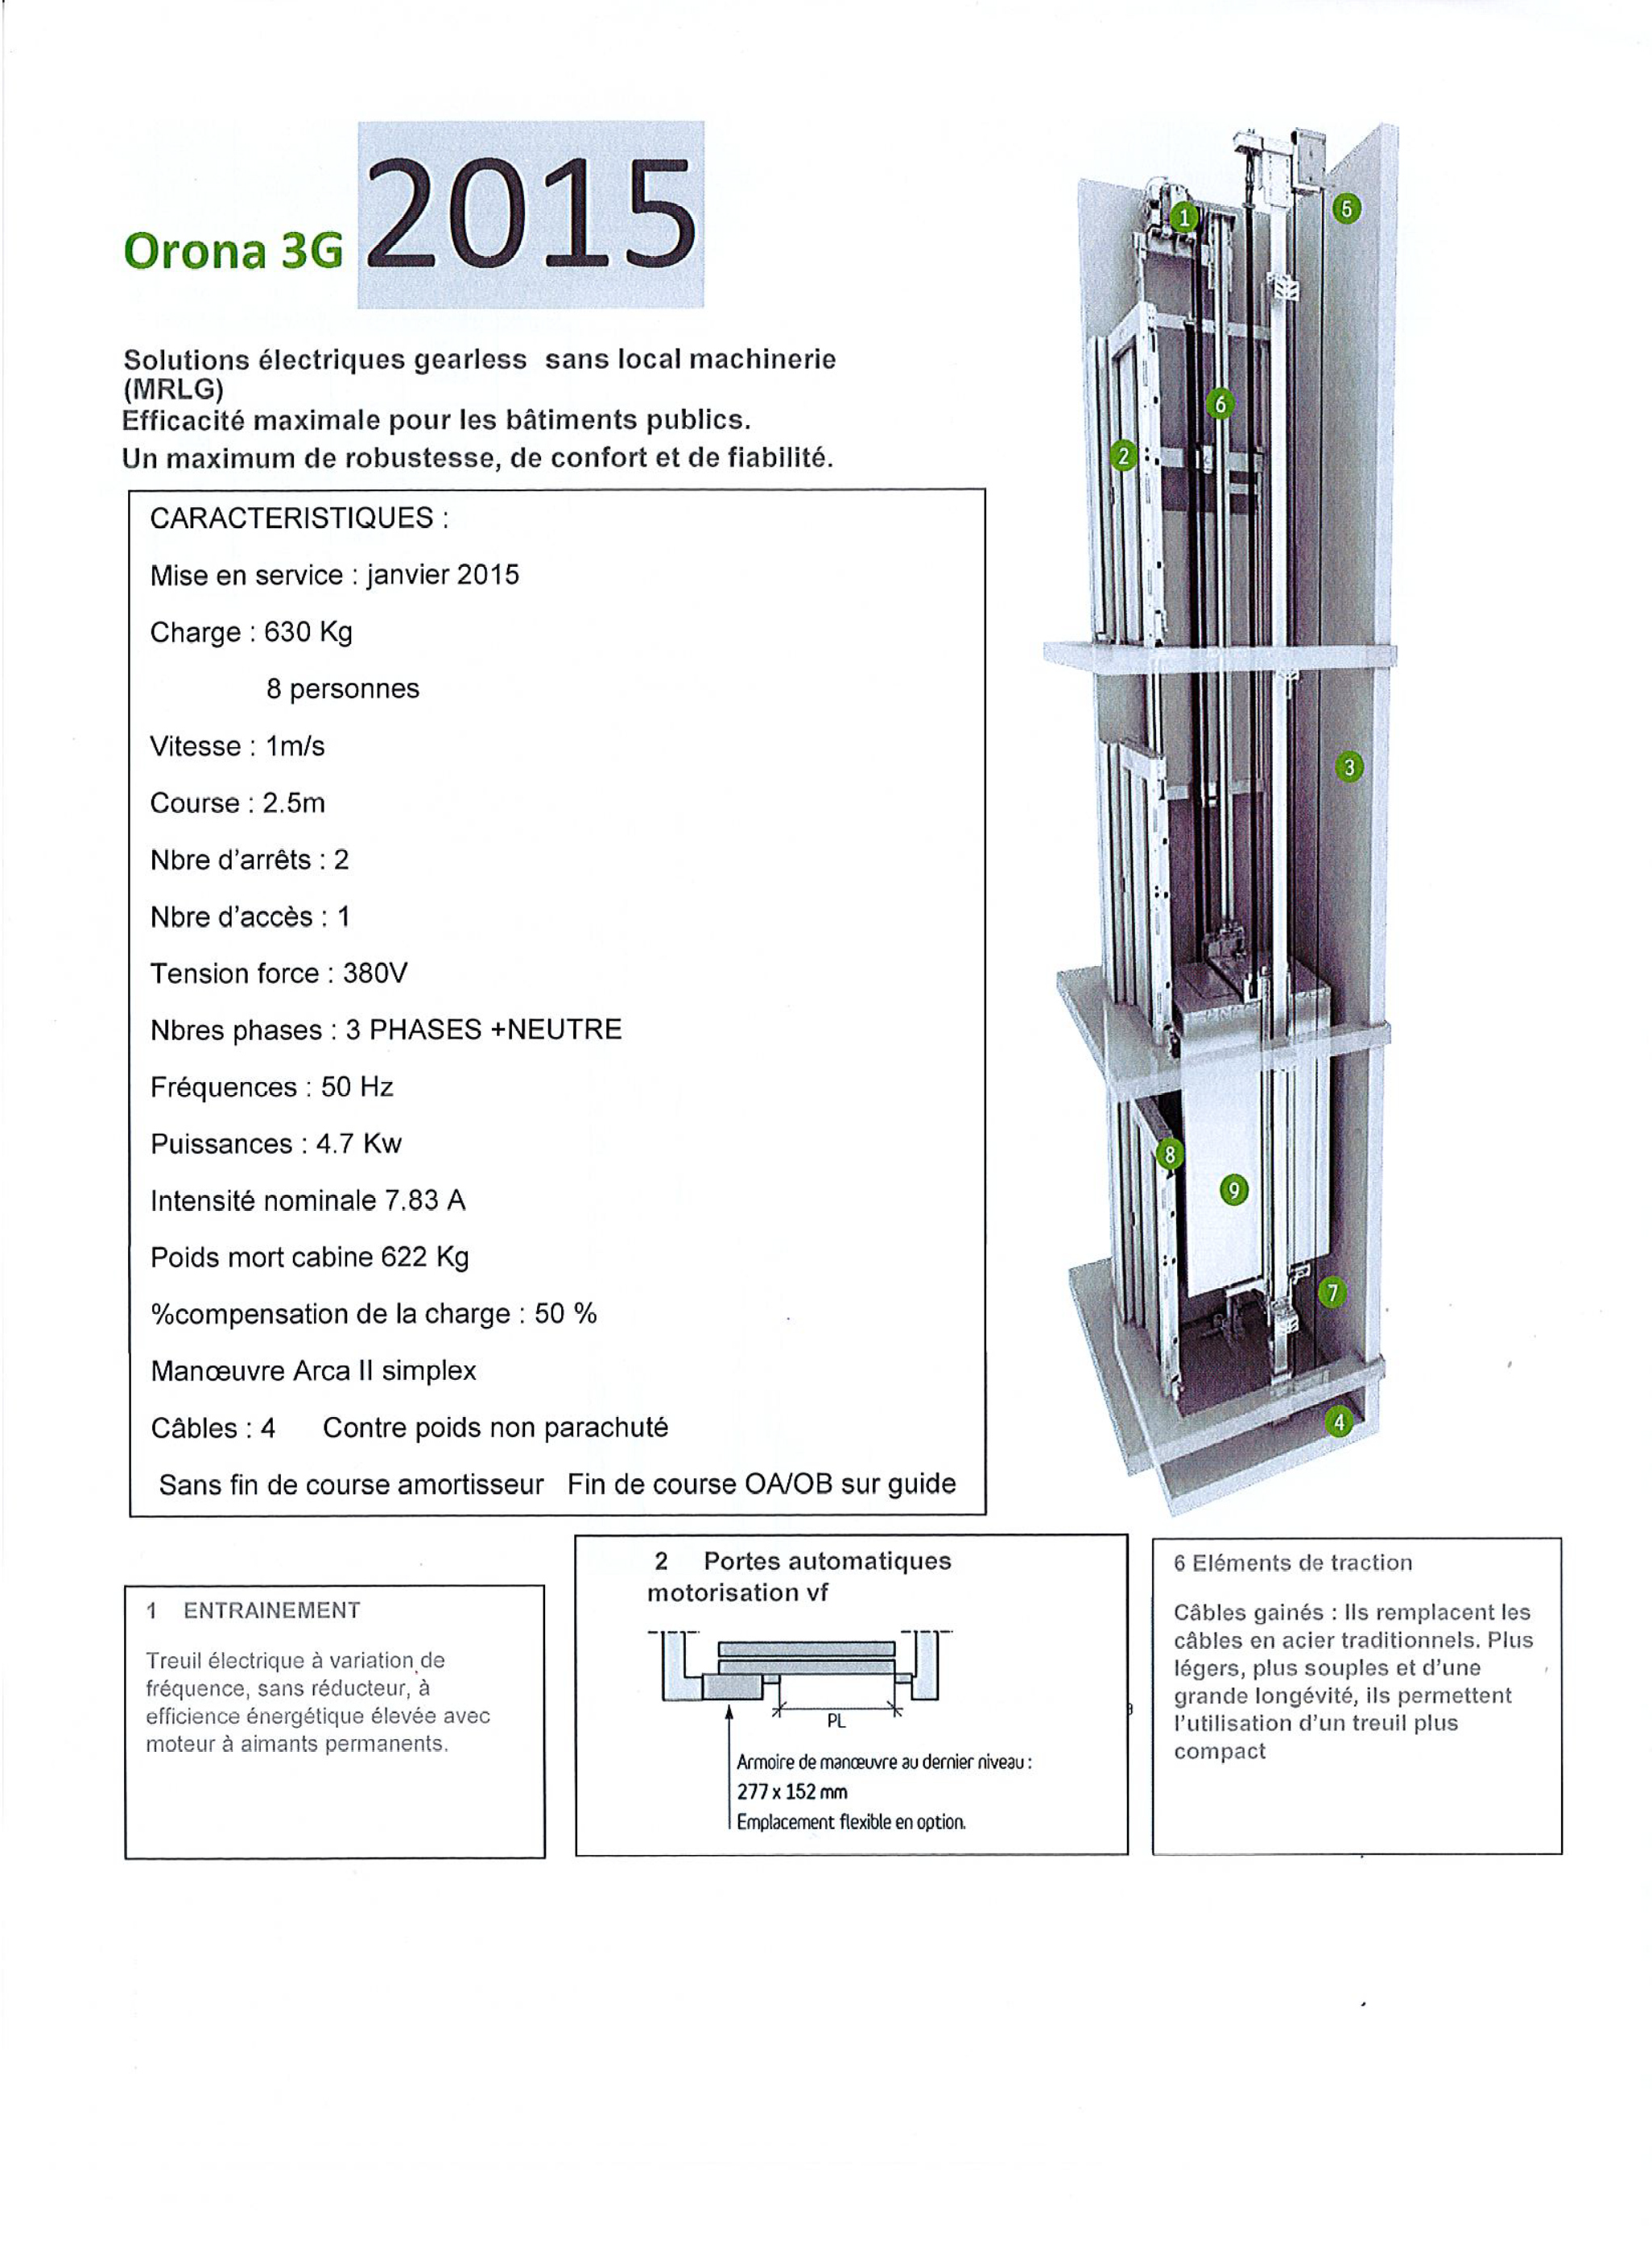 Orona 3G 2015
Solutions électriques gearless sans local machinerie
(MRLG)
Efficacité maximale pour les bâtiments publics.
Un maximum de robustesse, de confort et de fiabilité.
CARACTERISTIQUES :
Mise en service : janvier 2015
Charge : 630 Kg
8 personnes
Vitesse : 1m/s
Course : 2.5m
Nbre d'arrêts : 2
Nbre d'accès : 1
Tension force : 380V
Nbres phases : 3 PHASES +NEUTRE
Fréquences : 50 Hz
Puissances : 4.7 Kw
Intensité nominale 7.83 A
Poids mort cabine 622 Kg
%compensation de la charge : 50 %
Manœuvre Arca II simplex
Câbles : 4 Contre poids non parachuté
Sans fin de course amortisseur Fin de course OA/OB sur guide
1
5
6
2
3
8
9
7
4
1 ENTRAINEMENT
Treuil électrique à variation de
fréquence, sans réducteur, à
efficience énergétique élevée avec
moteur à aimants permanents.
2 Portes automatiques
motorisation vf
PL
Armoire de manœuvre au dernier niveau :
277 x 152 mm
Emplacement flexible en option.
6 Eléments de traction
Câbles gainés : Ils remplacent les
câbles en acier traditionnels. Plus
légers, plus souples et d'une
grande longévité, ils permettent
l'utilisation d'un treuil plus
compact